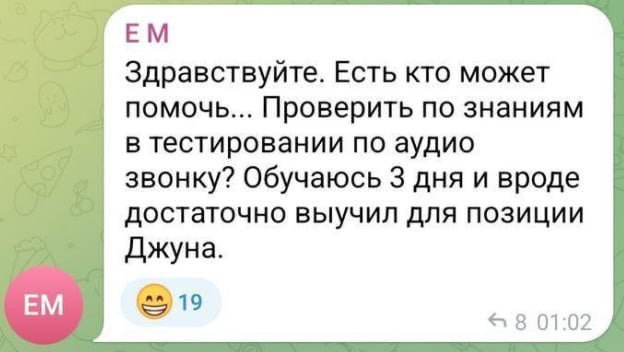 Е М
Здравствуйте. Есть кто может
помочь... Проверить по знаниям
в тестировании по аудио
звонку? Обучаюсь 3 дня и вроде
достаточно выучил для позиции
Джуна.
ЕМ
19
8 01:02